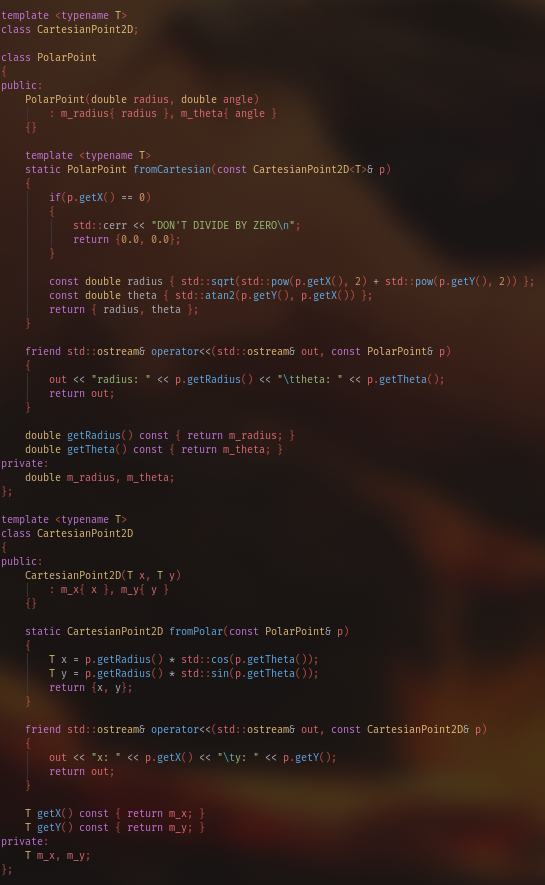 template <typename T>
class CartesianPoint2D;

class PolarPoint
{
public:
    PolarPoint(double radius, double angle)
        : m_radius{ radius }, m_theta{ angle }
    {}

    template <typename T>
    static PolarPoint fromCartesian(const CartesianPoint2D<T>& p)
    {
        if(p.getX() == 0)
        {
            std::cerr << "DON'T DIVIDE BY ZERO\n";
            return {0.0, 0.0};
        }

        const double radius { std::sqrt(std::pow(p.getX(), 2) + std::pow(p.getY(), 2)) };
        const double theta { std::atan2(p.getY(), p.getX()) };
        return { radius, theta };
    }

    friend std::ostream& operator<<(std::ostream& out, const PolarPoint& p)
    {
        out << "radius: " << p.getRadius() << "\ttheta: " << p.getTheta();
        return out;
    }

    double getRadius() const { return m_radius; }
    double getTheta() const { return m_theta; }
private:
    double m_radius, m_theta;
};

template <typename T>
class CartesianPoint2D
{
public:
    CartesianPoint2D(T x, T y)
        : m_x{ x }, m_y{ y }
    {}

    static CartesianPoint2D fromPolar(const PolarPoint& p)
    {
        T x = p.getRadius() * std::cos(p.getTheta());
        T y = p.getRadius() * std::sin(p.getTheta());
        return {x, y};
    }

    friend std::ostream& operator<<(std::ostream& out, const CartesianPoint2D& p)
    {
        out << "x: " << p.getX() << "\ty: " << p.getY();
        return out;
    }

    T getX() const { return m_x; }
    T getY() const { return m_y; }
private:
    T m_x, m_y;
};